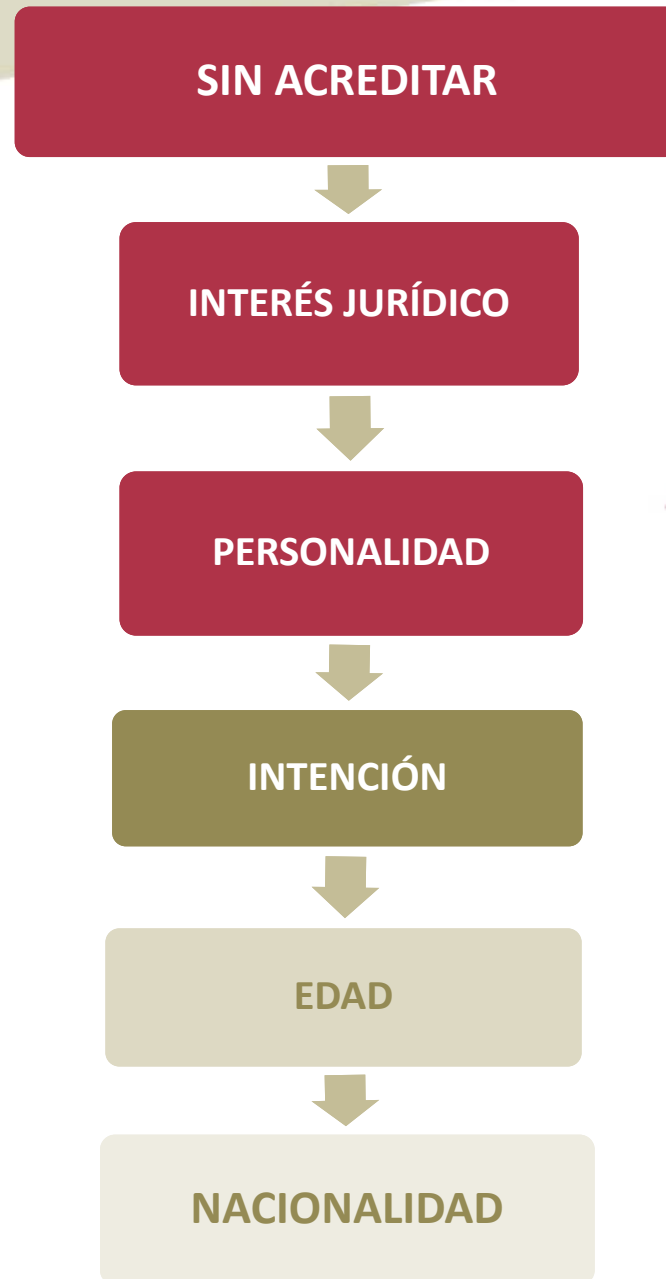 SIN ACREDITAR
INTERÉS JURÍDICO
PERSONALIDAD
INTENCIÓN
EDAD
NACIONALIDAD